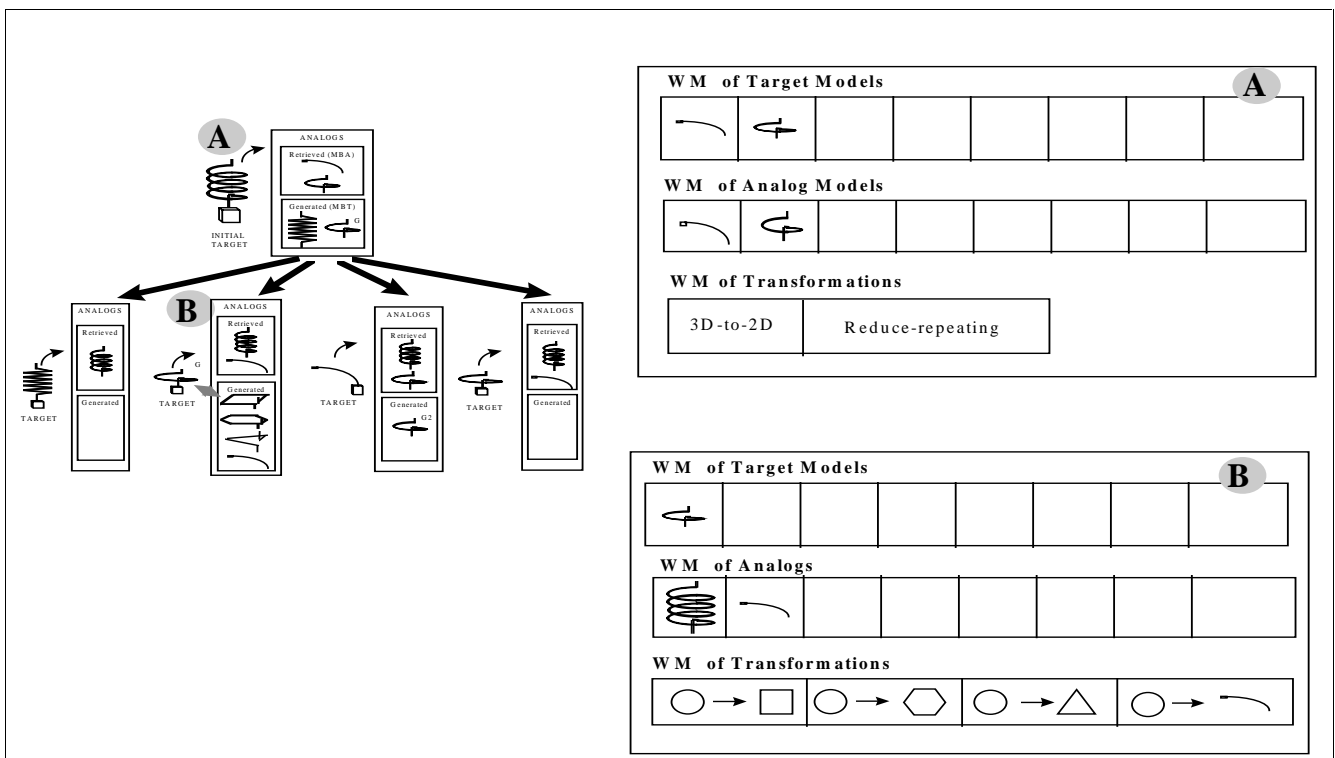 A
ANALOGS
Retrieved (MBA)
Generated (MBT)
G
INITIAL
TARGET
ANALOGS
Retrieved
Generated
TARGET
B
ANALOGS
Retrieved
Generated
G
TARGET
ANALOGS
Retrieved
Generated
G2
TARGET
ANALOGS
Retrieved
Generated
TARGET
WM of Target Models
A
WM of Analog Models
WM of Transformations
3D-to-2D
Reduce-repeating
WM of Target Models
B
WM of Analogs
WM of Transformations